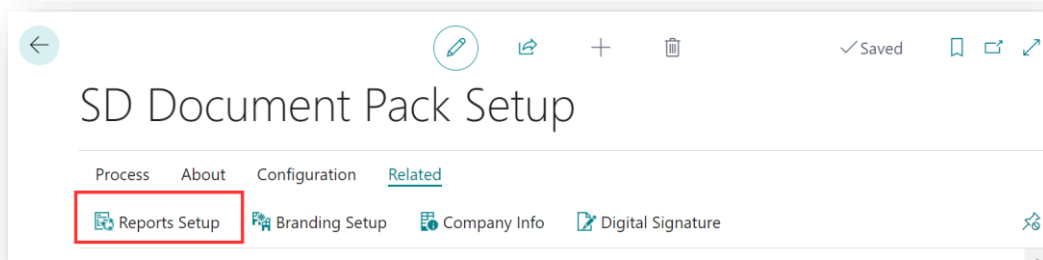 Saved
SD Document Pack Setup
Process About Configuration Related
Reports Setup Branding Setup Company Info Digital Signature